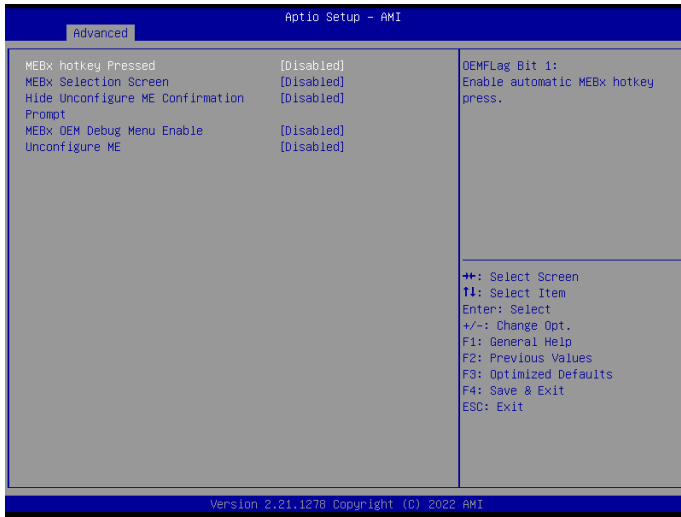 Aptio Setup – AMI
Advanced
MEBx hotkey Pressed [Disabled]
MEBx Selection Screen [Disabled]
Hide Unconfigure ME Confirmation [Disabled]
Prompt
MEBx OEM Debug Menu Enable [Disabled]
Unconfigure ME [Disabled]
OEMFLag Bit 1:
Enable automatic MEBx hotkey
press.
→←: Select Screen
↑↓: Select Item
Enter: Select
+/-: Change Opt.
F1: General Help
F2: Previous Values
F3: Optimized Defaults
F4: Save & Exit
ESC: Exit
Version 2.21.1278 Copyright (C) 2022 AMI